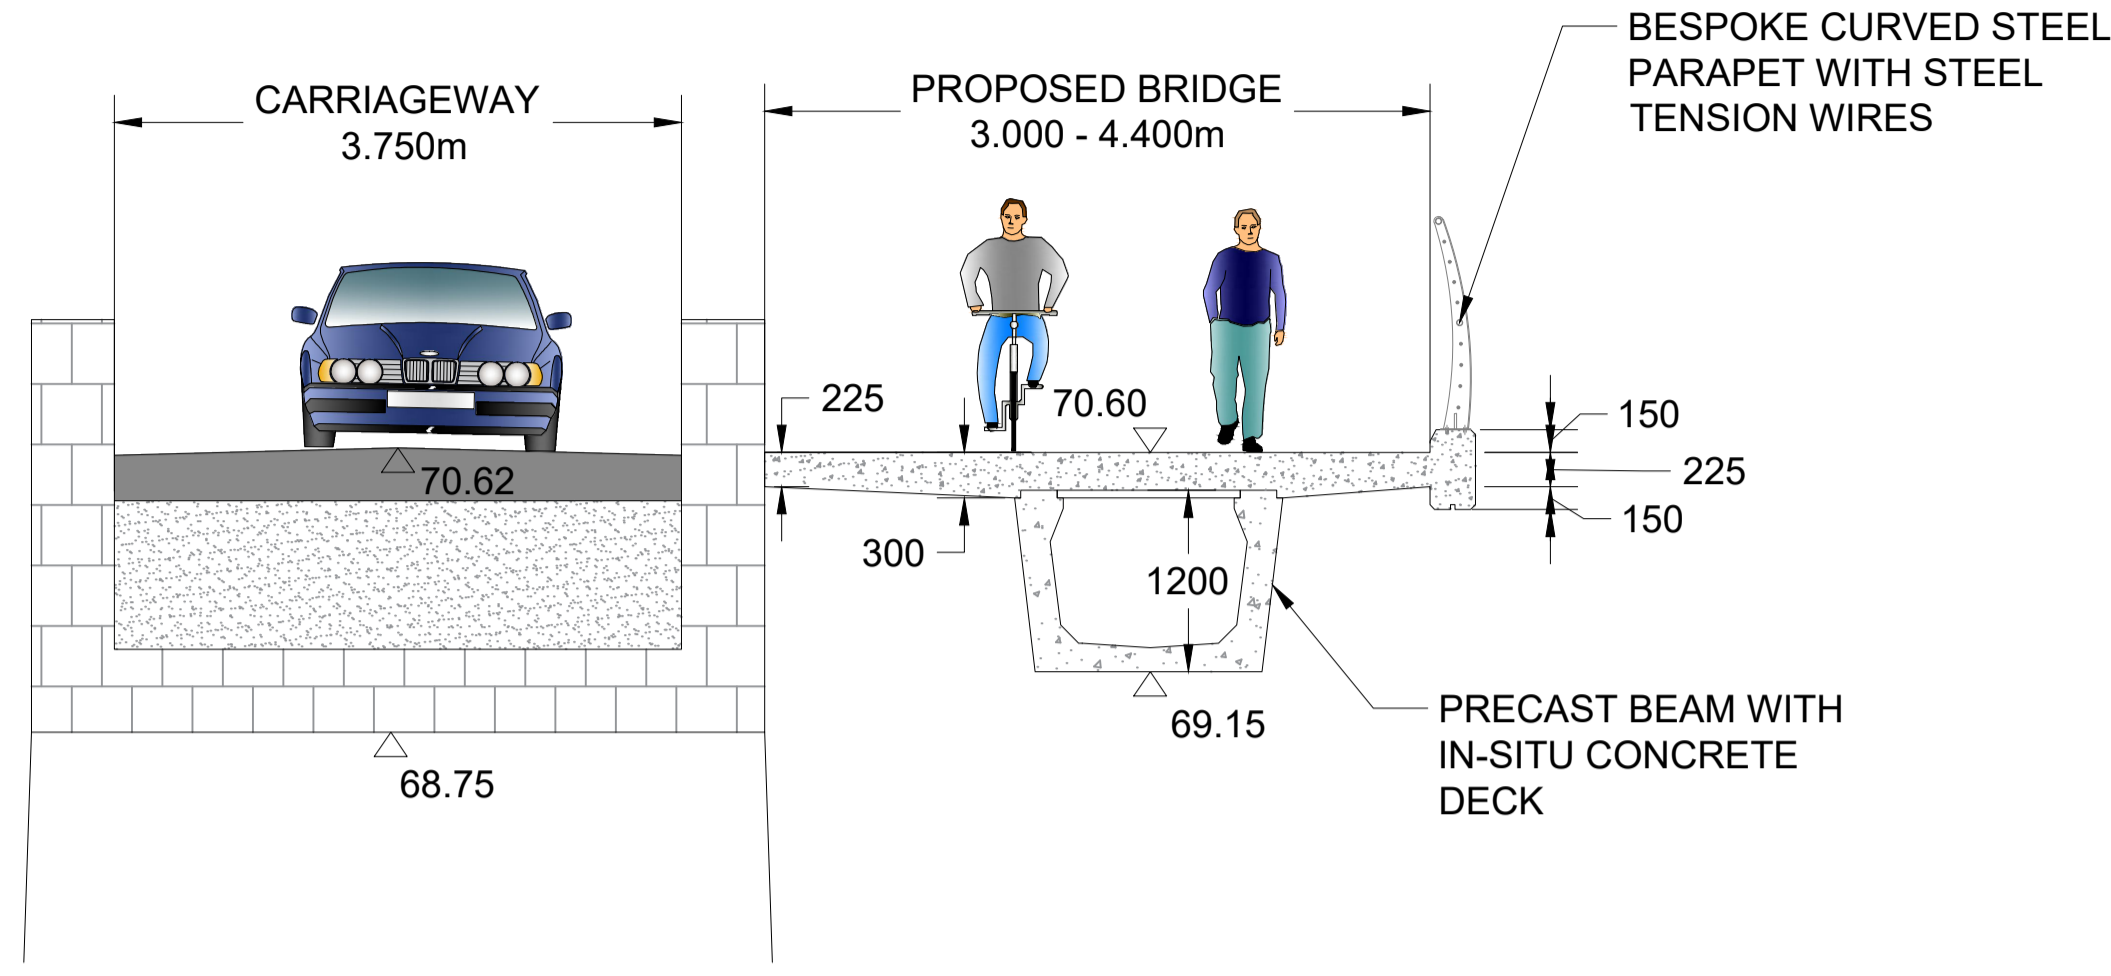 BESPOKE CURVED STEEL
PARAPET WITH STEEL
TENSION WIRES
CARRIAGEWAY
3.750m
PROPOSED BRIDGE
3.000 - 4.400m
225
70.60
150
70.62
225
300
150
1200
69.15
68.75
PRECAST BEAM WITH
IN-SITU CONCRETE
DECK